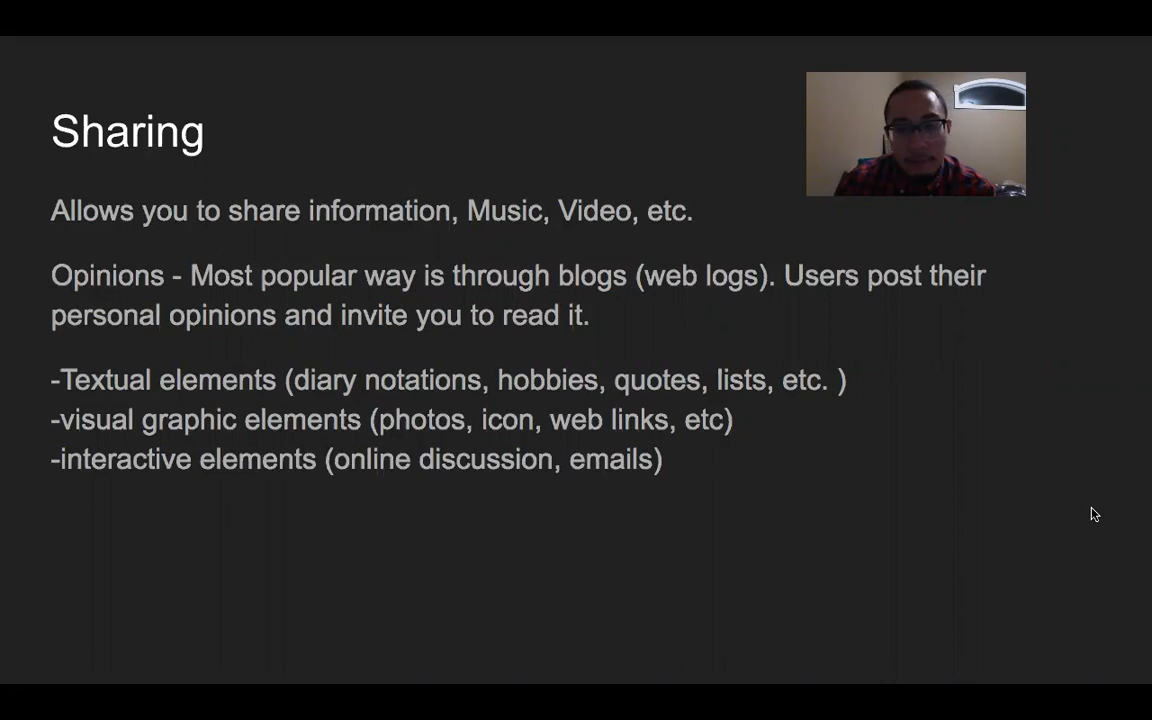 Sharing
Allows you to share information, Music, Video, etc.
Opinions - Most popular way is through blogs (web logs). Users post their
personal opinions and invite you to read it.
-Textual elements (diary notations, hobbies, quotes, lists, etc. )
-visual graphic elements (photos, icon, web links, etc)
-interactive elements (online discussion, emails)